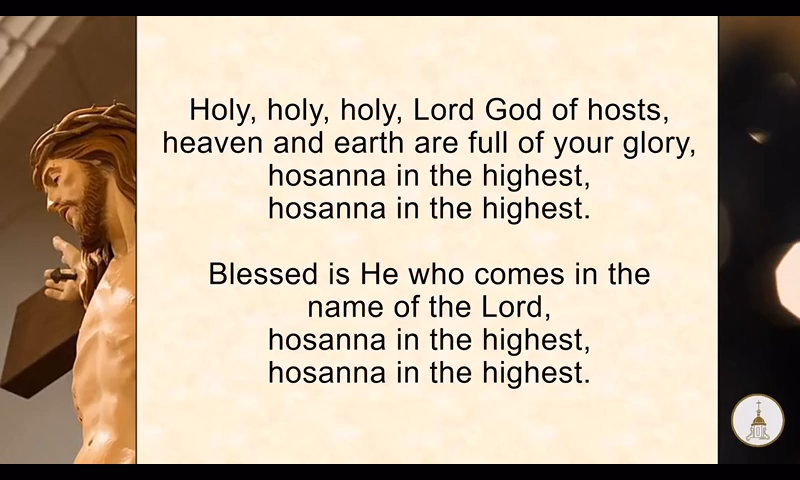 Holy, holy, holy, Lord God of hosts,
heaven and earth are full of your glory,
hosanna in the highest,
hosanna in the highest.
Blessed is He who comes in the
name of the Lord,
hosanna in the highest,
hosanna in the highest.